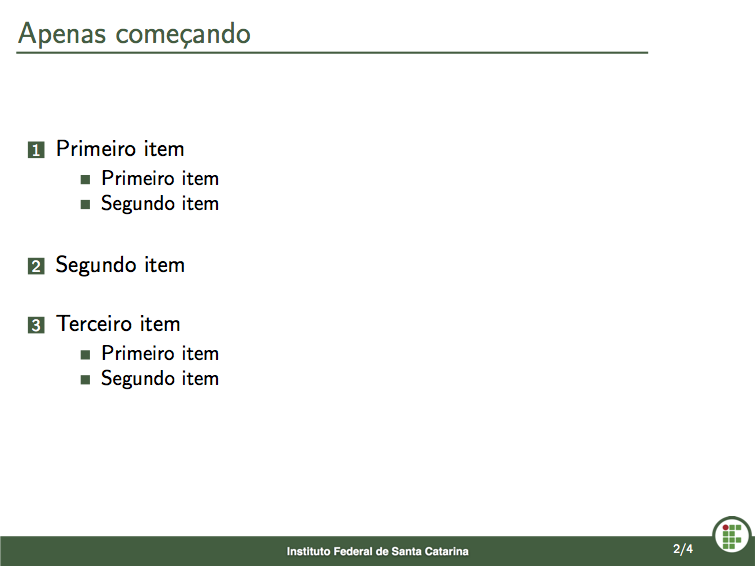 Apenas começando
1 Primeiro item
Primeiro item
Segundo item
2 Segundo item
3 Terceiro item
Primeiro item
Segundo item
Instituto Federal de Santa Catarina
2/4